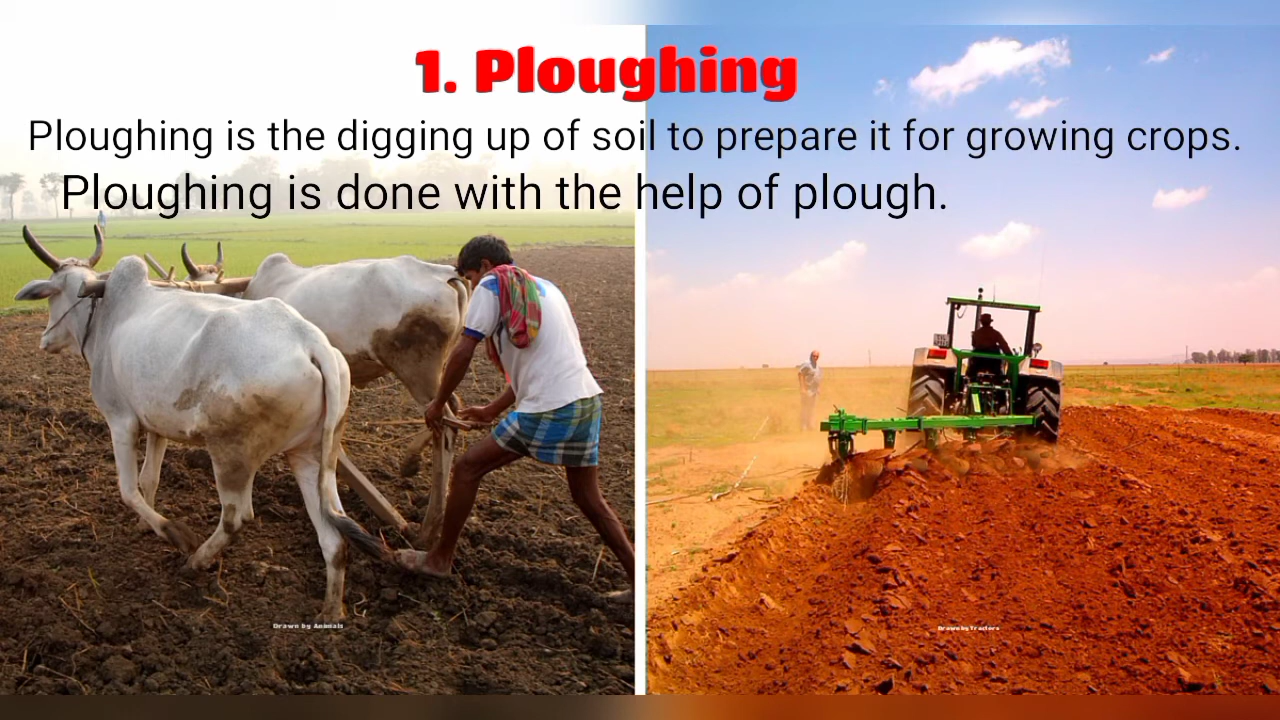 1. Ploughing
Ploughing is the digging up of soil to prepare it for growing crops.
Ploughing is done with the help of plough.
Drawn by Animals
Drawn by Tractors